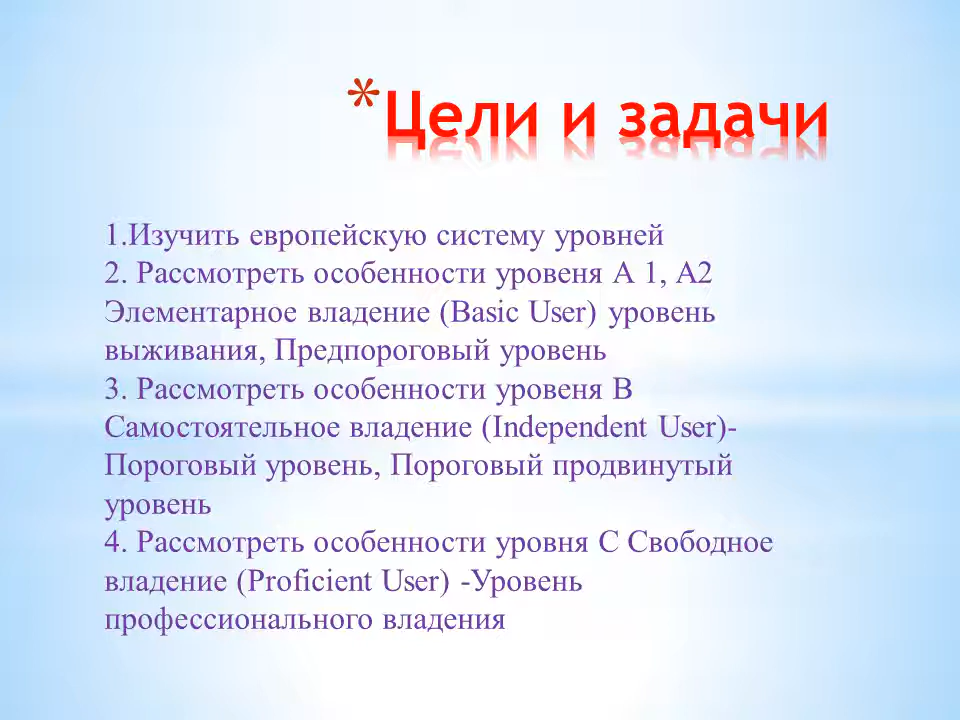 *Цели и задачи
1.Изучить европейскую систему уровней
2. Рассмотреть особенности уровеня А 1, А2
Элементарное владение (Basic User) уровень
выживания, Предпороговый уровень
3. Рассмотреть особенности уровеня В
Самостоятельное владение (Independent User)-
Пороговый уровень, Пороговый продвинутый
уровень
4. Рассмотреть особенности уровня С Свободное
владение (Proficient User) -Уровень
профессионального владения